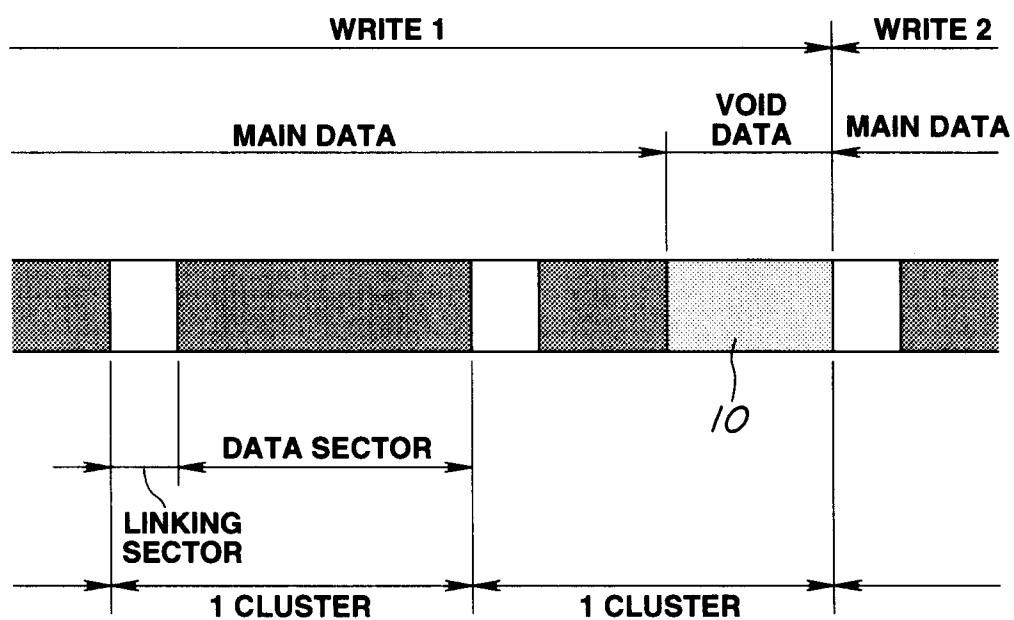 WRITE 1
WRITE 2
VOID
DATA
MAIN DATA
MAIN DATA
10
DATA SECTOR
LINKING
SECTOR
1 CLUSTER
1 CLUSTER